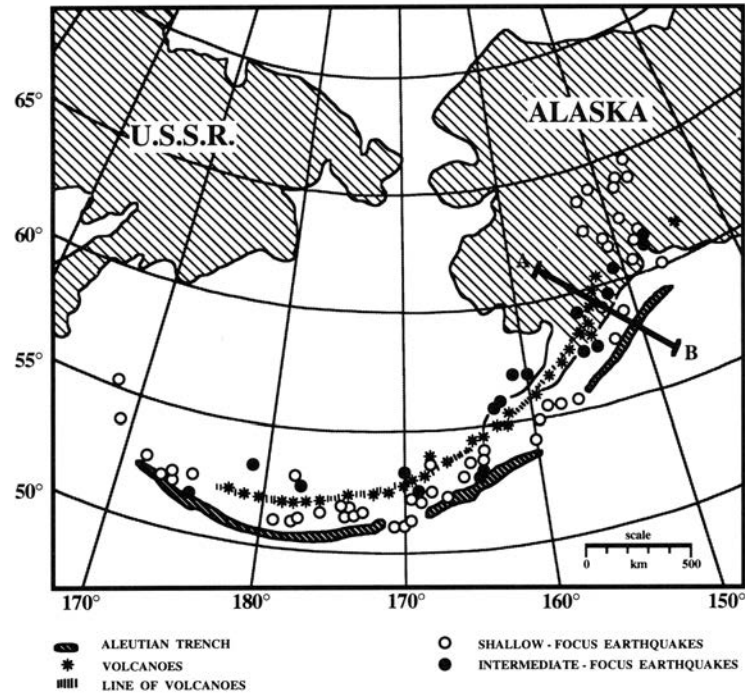 U.S.S.R.
ALASKA
65°
60°
55°
50°
A
B
scale
0 km 500
170° 180° 170° 160° 150°
ALEUTIAN TRENCH
VOLCANOES
LINE OF VOLCANOES
SHALLOW - FOCUS EARTHQUAKES
INTERMEDIATE - FOCUS EARTHQUAKES